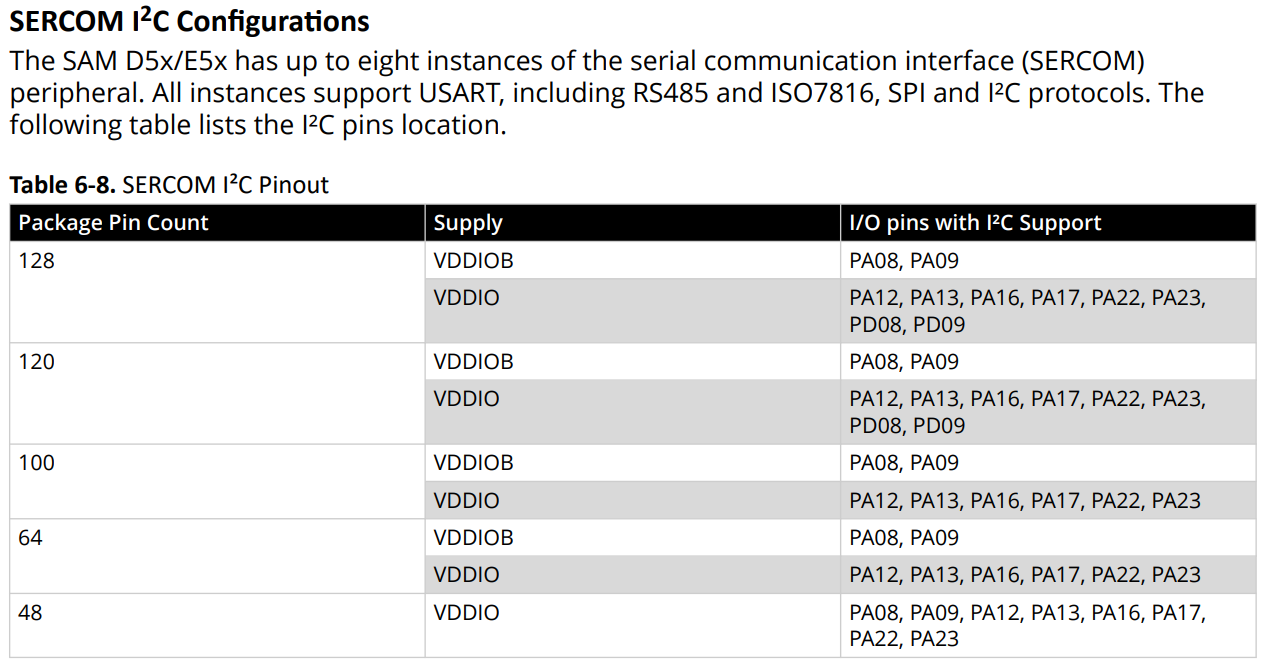 SERCOM I²C Configurations
The SAM D5x/E5x has up to eight instances of the serial communication interface (SERCOM)
peripheral. All instances support USART, including RS485 and ISO7816, SPI and I²C protocols. The
following table lists the I²C pins location.
Table 6-8. SERCOM I²C Pinout
Package Pin Count Supply I/O pins with I²C Support
128 VDDIOB PA08, PA09
VDDIO PA12, PA13, PA16, PA17, PA22, PA23,
PD08, PD09
120 VDDIOB PA08, PA09
VDDIO PA12, PA13, PA16, PA17, PA22, PA23,
PD08, PD09
100 VDDIOB PA08, PA09
VDDIO PA12, PA13, PA16, PA17, PA22, PA23
64 VDDIOB PA08, PA09
VDDIO PA12, PA13, PA16, PA17, PA22, PA23
48 VDDIO PA08, PA09, PA12, PA13, PA16, PA17,
PA22, PA23